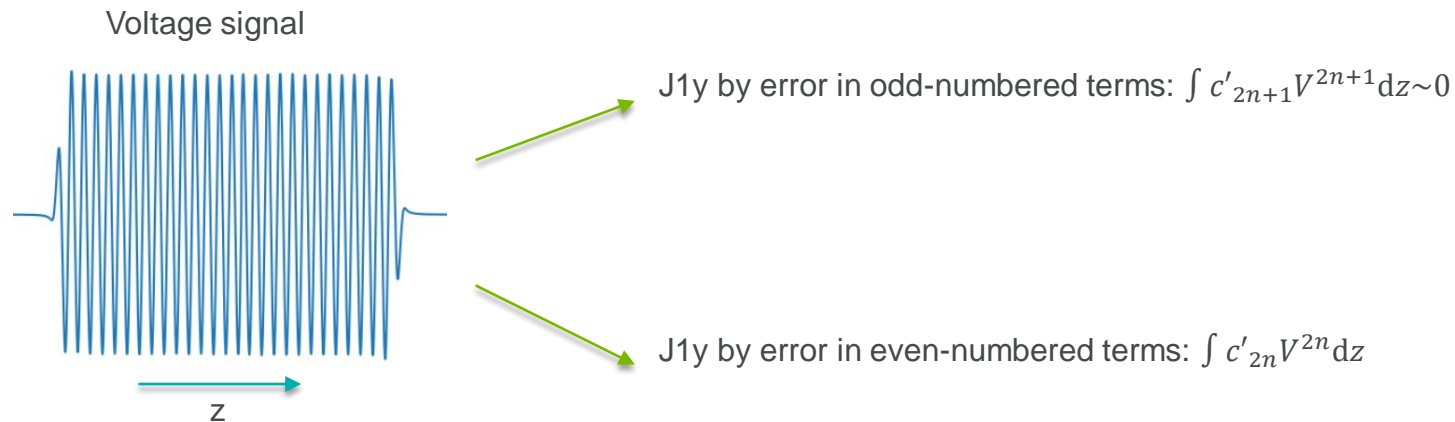 Voltage signal
J1y by error in odd-numbered terms: ∫ c′₂ₙ₊₁V²ⁿ⁺¹dz~0
J1y by error in even-numbered terms: ∫ c′₂ₙV²ⁿdz
z